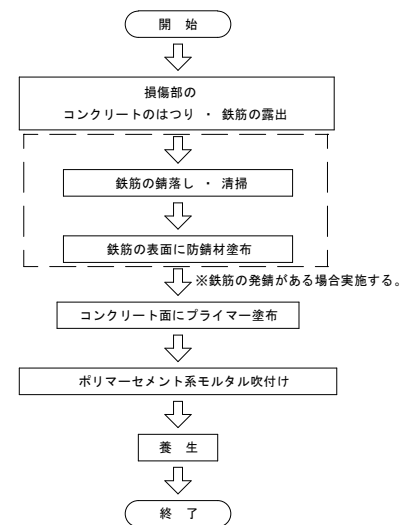 開　始
損傷部の
コンクリートのはつり ・ 鉄筋の露出
鉄筋の錆落し ・ 清掃
鉄筋の表面に防錆材塗布
※鉄筋の発錆がある場合実施する。
コンクリート面にプライマー塗布
ポリマーセメント系モルタル吹付け
養　生
終　了